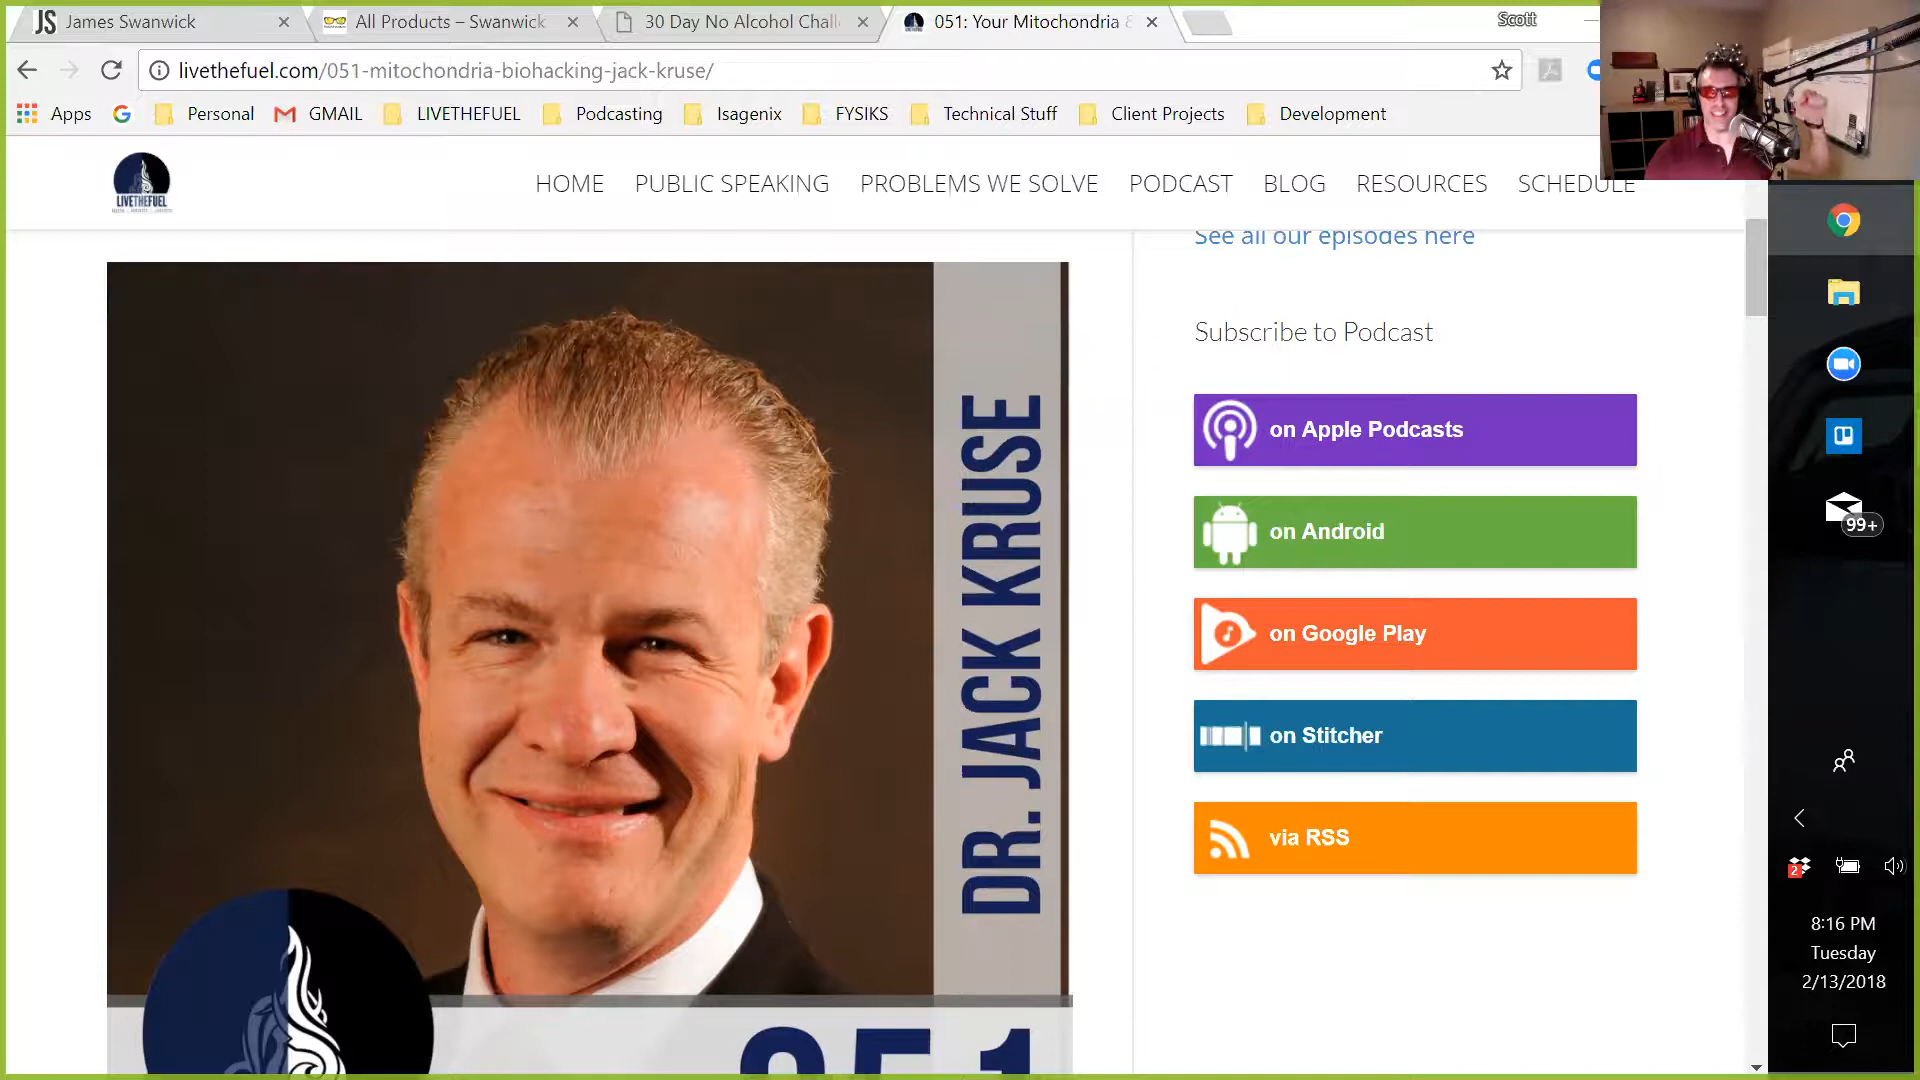 JS James Swanwick
All Products – Swanwick
30 Day No Alcohol Chall
051: Your Mitochondria &
Scott
livethefuel.com/051-mitochondria-biohacking-jack-kruse/
Apps
Personal
GMAIL
LIVETHEFUEL
Podcasting
Isagenix
FYSIKS
Technical Stuff
Client Projects
Development
LIVETHEFUEL
HOME
PUBLIC SPEAKING
PROBLEMS WE SOLVE
PODCAST
BLOG
RESOURCES
SCHEDULE
See all our episodes here
DR. JACK KRUSE
051
Subscribe to Podcast
on Apple Podcasts
on Android
on Google Play
on Stitcher
via RSS
99+
2
8:16 PM
Tuesday
2/13/2018